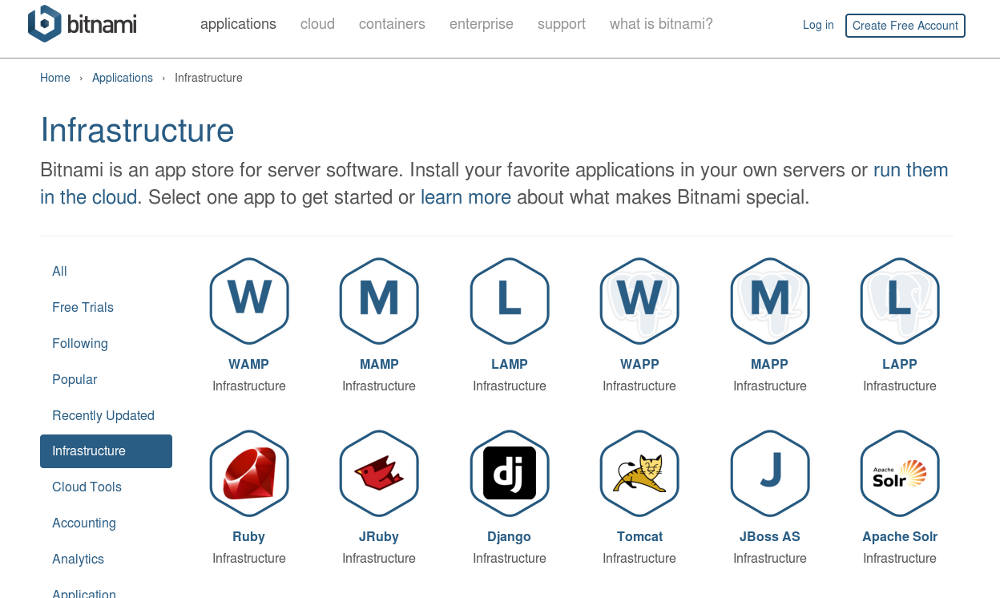 bitnami
applications cloud containers enterprise support what is bitnami?
Log in Create Free Account
Home › Applications › Infrastructure
Infrastructure
Bitnami is an app store for server software. Install your favorite applications in your own servers or run them
in the cloud. Select one app to get started or learn more about what makes Bitnami special.
All
Free Trials
Following
Popular
Recently Updated
Infrastructure
Cloud Tools
Accounting
Analytics
Application
W M L W M L
WAMP MAMP LAMP WAPP MAPP LAPP
Infrastructure Infrastructure Infrastructure Infrastructure Infrastructure Infrastructure
dj J Apache Solr
Ruby JRuby Django Tomcat JBoss AS Apache Solr
Infrastructure Infrastructure Infrastructure Infrastructure Infrastructure Infrastructure